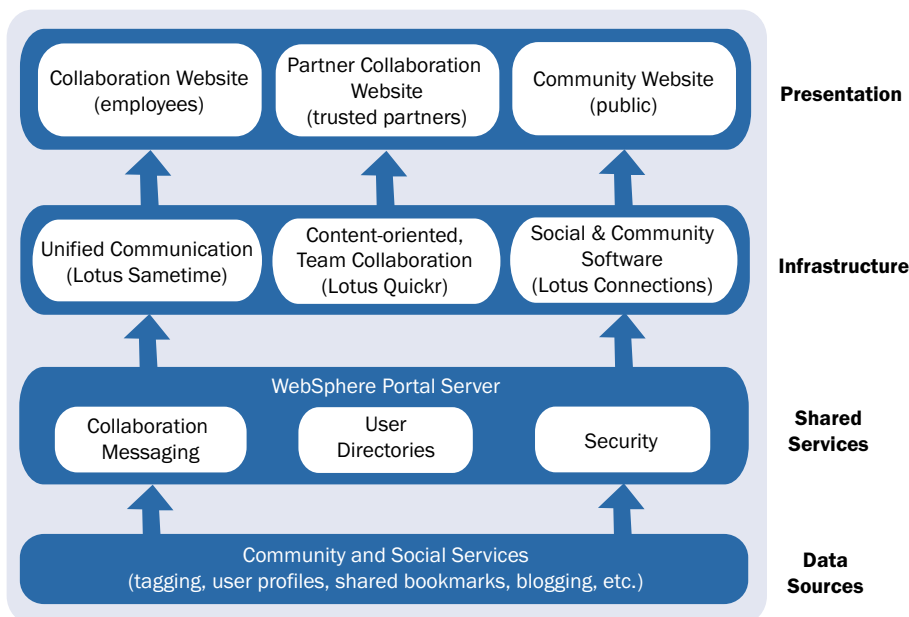 Collaboration Website
(employees)
Partner Collaboration
Website
(trusted partners)
Community Website
(public)
Presentation
Unified Communication
(Lotus Sametime)
Content-oriented,
Team Collaboration
(Lotus Quickr)
Social & Community
Software
(Lotus Connections)
Infrastructure
WebSphere Portal Server
Collaboration
Messaging
User
Directories
Security
Shared
Services
Community and Social Services
(tagging, user profiles, shared bookmarks, blogging, etc.)
Data
Sources